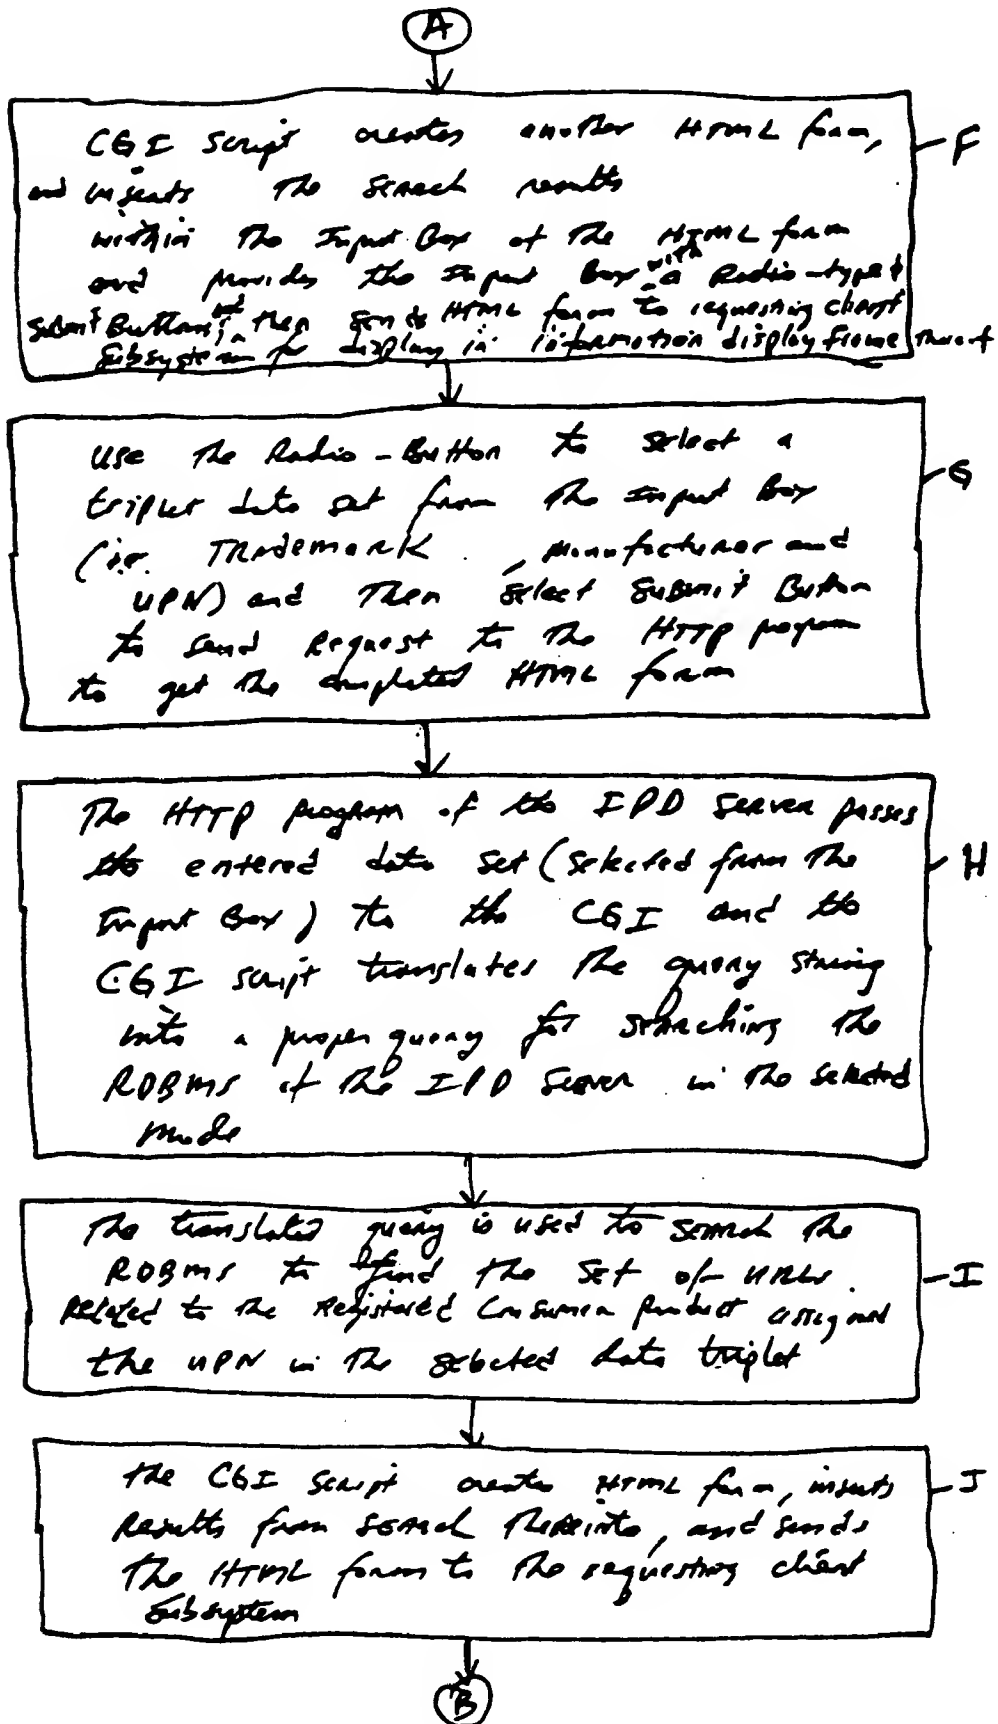 A
CGI Script creates another HTML form,
F
and inserts the search results
within the Input Box of the HTML form
and provides the Input Box with a Radio-type &
Submit Buttons, and then sends HTML form to requesting client
Subsystem for display in information display frame thereof
Use the Radio-Button to select a
G
triplet data set from the Input Box
(i.e. Trademark, Manufacturer and
UPN) and then select Submit Button
to send Request to the HTTP program
to get the completed HTML form
The HTTP program of the IPD Server passes
the entered data set (selected from the
H
Input Box) to the CGI and the
CGI script translates the query string
into a proper query for searching the
RDBMS of the IPD Server in the selected
mode
The translated query is used to search the
RDBMS to find the set of URLs
I
Related to the Registered Consumer Product assigned
the UPN in the selected data triplet
the CGI script creates HTML form, inserts
J
Results from search thereinto, and sends
the HTML form to the requesting client
Subsystem
B